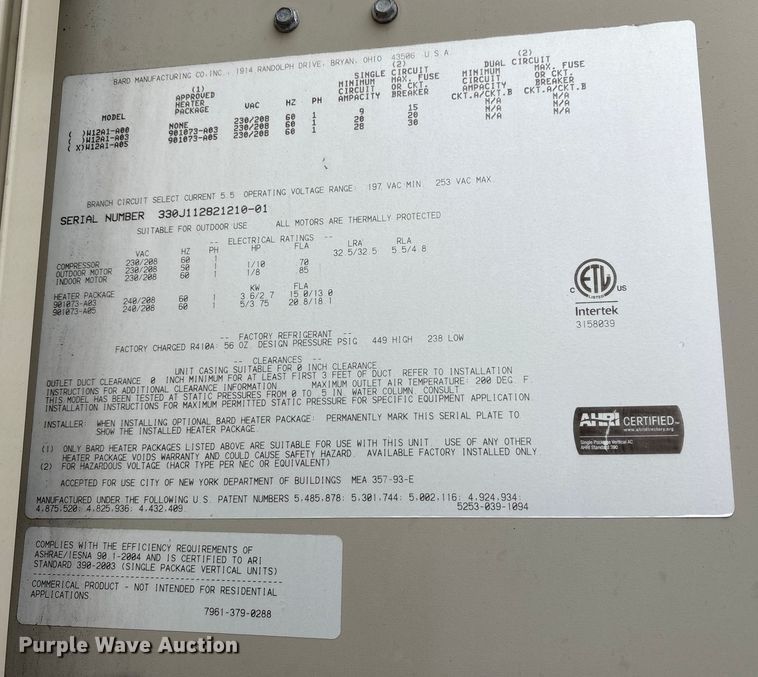 BARD MANUFACTURING CO, INC., 1914 RANDOLPH DRIVE, BRYAN, OHIO 43506 U.S.A.
(1) (2) (2)
APPROVED SINGLE CIRCUIT DUAL CIRCUIT
HEATER MINIMUM MAX. FUSE MINIMUM MAX. FUSE
PACKAGE CIRCUIT OR CKT. CIRCUIT OR CKT.
MODEL VAC HZ PH AMPACITY BREAKER AMPACITY BREAKER
CKT.A/CKT.B CKT.A/CKT.B
( )W12A1-A00 NONE 230/208 60 1 9 15 N/A N/A
( )W12A1-A03 901073-A03 230/208 60 1 20 20 N/A N/A
( X)W12A1-A05 901073-A05 230/208 60 1 28 30 N/A N/A
BRANCH CIRCUIT SELECT CURRENT 5.5 OPERATING VOLTAGE RANGE: 197 VAC MIN. 253 VAC MAX.
SERIAL NUMBER 330J112821210-01
SUITABLE FOR OUTDOOR USE ALL MOTORS ARE THERMALLY PROTECTED
-- ELECTRICAL RATINGS --
VAC HZ PH HP FLA LRA RLA
COMPRESSOR 230/208 60 1 32.5/32.5 5.5/4.8
OUTDOOR MOTOR 230/208 50 1 1/10 70
INDOOR MOTOR 230/208 60 1 1/8 85
HEATER PACKAGE KW FLA
901073-A03 240/208 60 1 3.6/2.7 15.0/13.0
901073-A05 240/208 60 1 5/3.75 20.8/18.1
-- FACTORY REFRIGERANT --
FACTORY CHARGED R410A: 56 OZ. DESIGN PRESSURE PSIG 449 HIGH 238 LOW
-- CLEARANCES --
UNIT CASING SUITABLE FOR 0 INCH CLEARANCE.
OUTLET DUCT CLEARANCE 0 INCH MINIMUM FOR AT LEAST FIRST 3 FEET OF DUCT. REFER TO INSTALLATION
INSTRUCTIONS FOR ADDITIONAL CLEARANCE INFORMATION. MAXIMUM OUTLET AIR TEMPERATURE: 200 DEG. F.
THIS MODEL HAS BEEN TESTED AT STATIC PRESSURES FROM 0 TO .5 IN. WATER COLUMN. CONSULT
INSTALLATION INSTRUCTIONS FOR MAXIMUM PERMITTED STATIC PRESSURE FOR SPECIFIC EQUIPMENT APPLICATION.
INSTALLER: WHEN INSTALLING OPTIONAL BARD HEATER PACKAGE: PERMANENTLY MARK THIS SERIAL PLATE TO
SHOW THE INSTALLED HEATER PACKAGE.
(1) ONLY BARD HEATER PACKAGES LISTED ABOVE ARE SUITABLE FOR USE WITH THIS UNIT. USE OF ANY OTHER
HEATER PACKAGE VOIDS WARRANTY AND COULD CAUSE SAFETY HAZARD. AVAILABLE FACTORY INSTALLED ONLY.
(2) FOR HAZARDOUS VOLTAGE (HACR TYPE PER NEC OR EQUIVALENT)
ACCEPTED FOR USE CITY OF NEW YORK DEPARTMENT OF BUILDINGS MEA 357-93-E
MANUFACTURED UNDER THE FOLLOWING U.S. PATENT NUMBERS 5,485,878; 5,301,744; 5,002,116; 4,924,934;
4,875,520; 4,825,936; 4,432,409. 5253-039-1094
C ETL US
LISTED
Intertek
3158039
AHRI CERTIFIED™
www.ahridirectory.org
Single Package Vertical AC
AHRI Standard 390
COMPLIES WITH THE EFFICIENCY REQUIREMENTS OF
ASHRAE/IESNA 90.1-2004 AND IS CERTIFIED TO ARI
STANDARD 390-2003 (SINGLE PACKAGE VERTICAL UNITS)
COMMERICAL PRODUCT - NOT INTENDED FOR RESIDENTIAL
APPLICATIONS
7961-379-0288
Purple Wave Auction